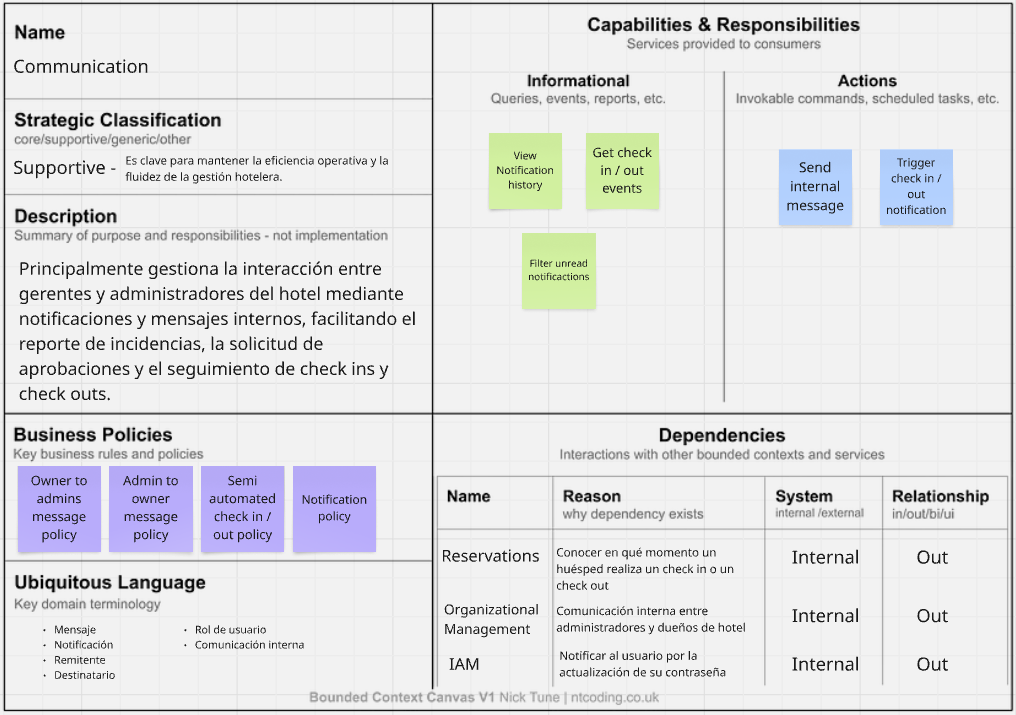 Name
Communication
Strategic Classification
core/supportive/generic/other
Supportive - Es clave para mantener la eficiencia operativa y la
fluidez de la gestión hotelera.
Description
Summary of purpose and responsibilities - not implementation
Principalmente gestiona la interacción entre
gerentes y administradores del hotel mediante
notificaciones y mensajes internos, facilitando el
reporte de incidencias, la solicitud de
aprobaciones y el seguimiento de check ins y
check outs.
Business Policies
Key business rules and policies
Owner to
admins
message
policy
Admin to
owner
message
policy
Semi
automated
check in /
out policy
Notification
policy
Ubiquitous Language
Key domain terminology
• Mensaje
• Notificación
• Remitente
• Destinatario
• Rol de usuario
• Comunicación interna
Capabilities & Responsibilities
Services provided to consumers
Informational
Queries, events, reports, etc.
View
Notification
history
Get check
in / out
events
Filter unread
notificactions
Actions
Invokable commands, scheduled tasks, etc.
Send
internal
message
Trigger
check in /
out
notification
Dependencies
Interactions with other bounded contexts and services
Name
Reason
why dependency exists
System
internal /external
Relationship
in/out/bi/ui
Reservations
Conocer en qué momento un
huésped realiza un check in o un
check out
Internal
Out
Organizational
Management
Comunicación interna entre
administradores y dueños de hotel
Internal
Out
IAM
Notificar al usuario por la
actualización de su contraseña
Internal
Out
Bounded Context Canvas V1 Nick Tune | ntcoding.co.uk